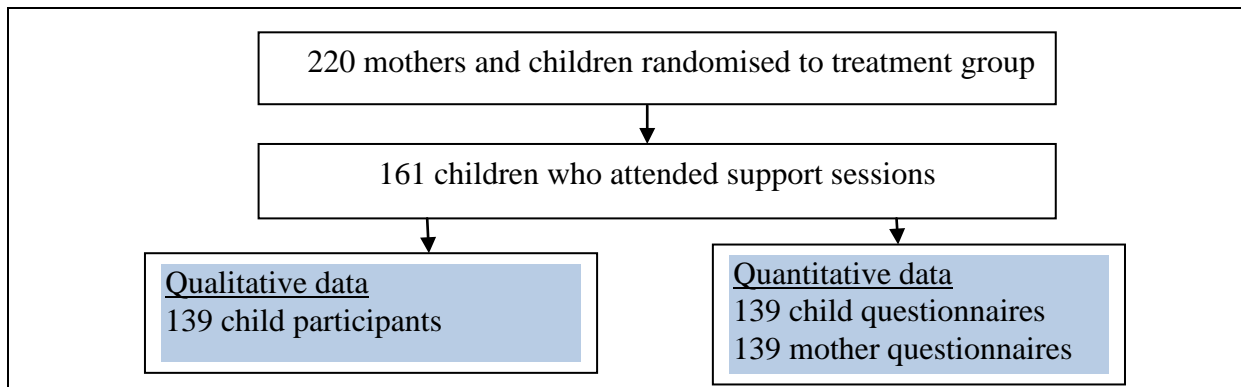 220 mothers and children randomised to treatment group
161 children who attended support sessions
Qualitative data
139 child participants
Quantitative data
139 child questionnaires
139 mother questionnaires